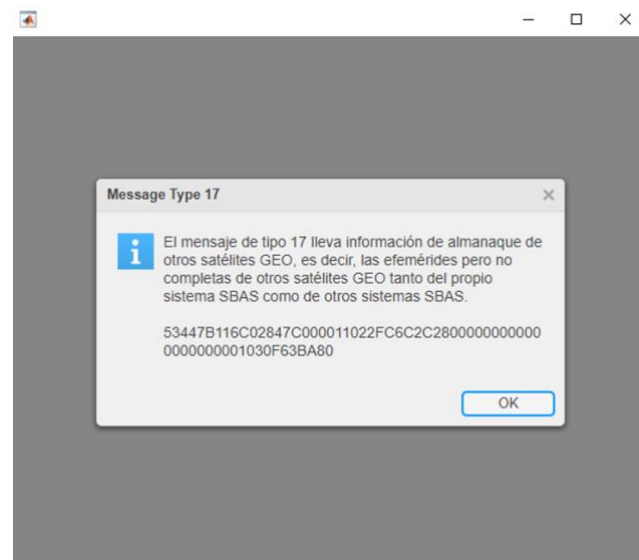 Message Type 17
El mensaje de tipo 17 lleva información de almanaque de
otros satélites GEO, es decir, las efemérides pero no
completas de otros satélites GEO tanto del propio
sistema SBAS como de otros sistemas SBAS.
53447B116C02847C000011022FC6C2C2800000000000
0000000001030F63BA80
OK